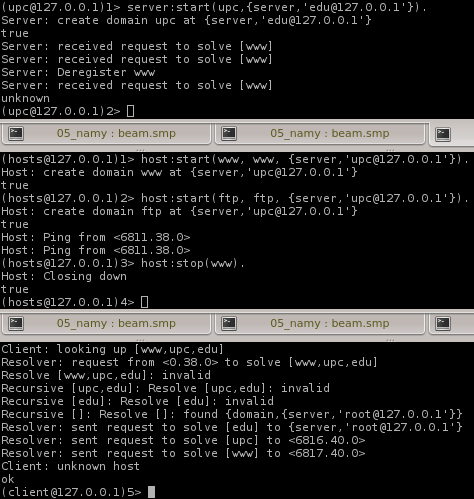 (upc@127.0.0.1)1> server:start(upc,{server,'edu@127.0.0.1'}).
Server: create domain upc at {server,'edu@127.0.0.1'}
true
Server: received request to solve [www]
Server: received request to solve [www]
Server: Deregister www
Server: received request to solve [www]
unknown
(upc@127.0.0.1)2>
05_namy : beam.smp
05_namy : beam.smp
(hosts@127.0.0.1)1> host:start(www, www, {server,'upc@127.0.0.1'}).
Host: create domain www at {server,'upc@127.0.0.1'}
true
(hosts@127.0.0.1)2> host:start(ftp, ftp, {server,'upc@127.0.0.1'}).
Host: create domain ftp at {server,'upc@127.0.0.1'}
true
Host: Ping from <6811.38.0>
Host: Ping from <6811.38.0>
(hosts@127.0.0.1)3> host:stop(www).
Host: Closing down
true
(hosts@127.0.0.1)4>
05_namy : beam.smp
05_namy : beam.smp
Client: looking up [www,upc,edu]
Resolver: request from <0.38.0> to solve [www,upc,edu]
Resolve [www,upc,edu]: invalid
Recursive [upc,edu]: Resolve [upc,edu]: invalid
Recursive [edu]: Resolve [edu]: invalid
Recursive []: Resolve []: found {domain,{server,'root@127.0.0.1'}}
Resolver: sent request to solve [edu] to {server,'root@127.0.0.1'}
Resolver: sent request to solve [upc] to <6816.40.0>
Resolver: sent request to solve [www] to <6817.40.0>
Client: unknown host
ok
(client@127.0.0.1)5>